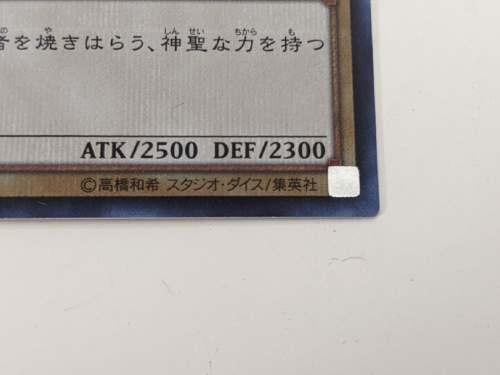 者を焼きはらう、神聖な力を持つ
ATK/2500 DEF/2300
©高橋和希 スタジオ・ダイス/集英社